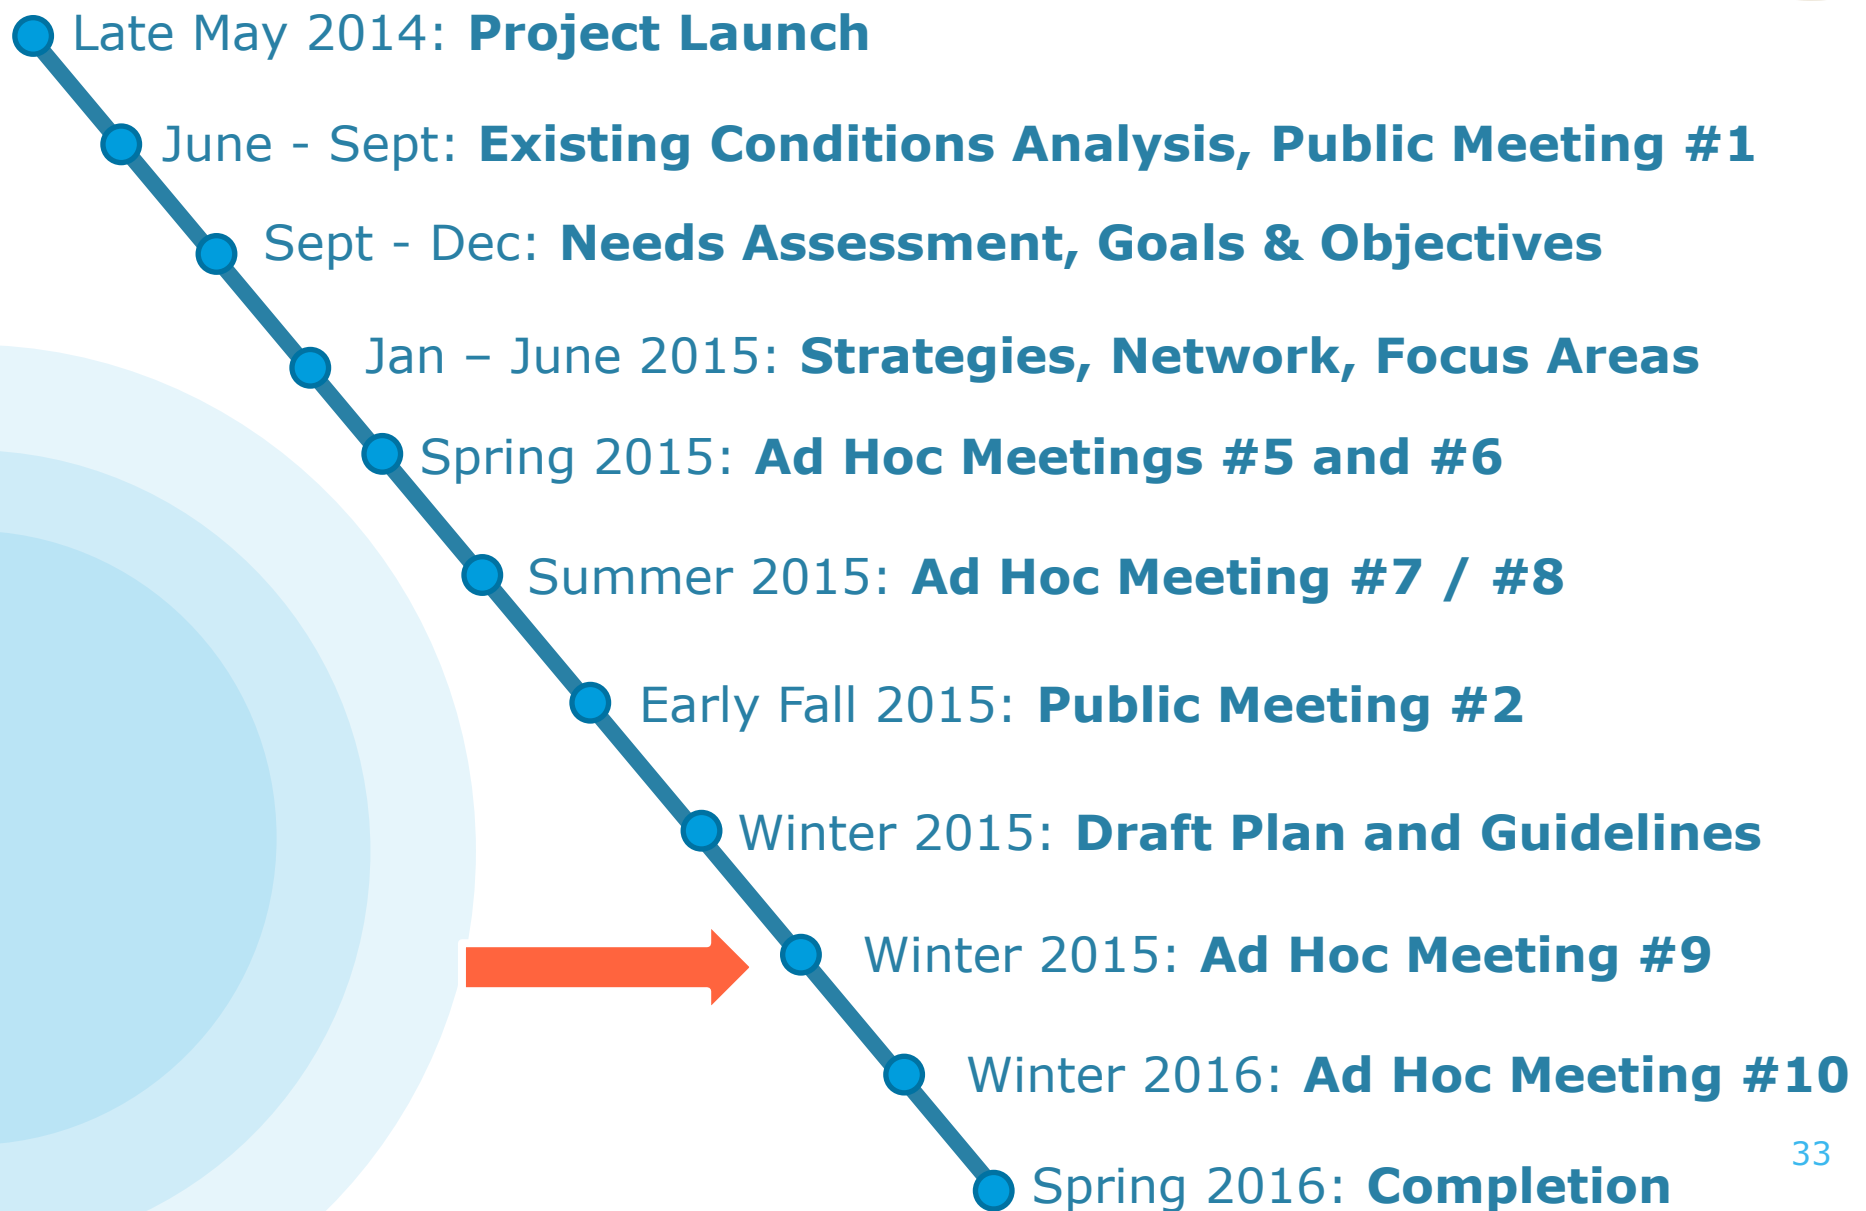 Late May 2014: Project Launch
June - Sept: Existing Conditions Analysis, Public Meeting #1
Sept - Dec: Needs Assessment, Goals & Objectives
Jan – June 2015: Strategies, Network, Focus Areas
Spring 2015: Ad Hoc Meetings #5 and #6
Summer 2015: Ad Hoc Meeting #7 / #8
Early Fall 2015: Public Meeting #2
Winter 2015: Draft Plan and Guidelines
Winter 2015: Ad Hoc Meeting #9
Winter 2016: Ad Hoc Meeting #10
33
Spring 2016: Completion